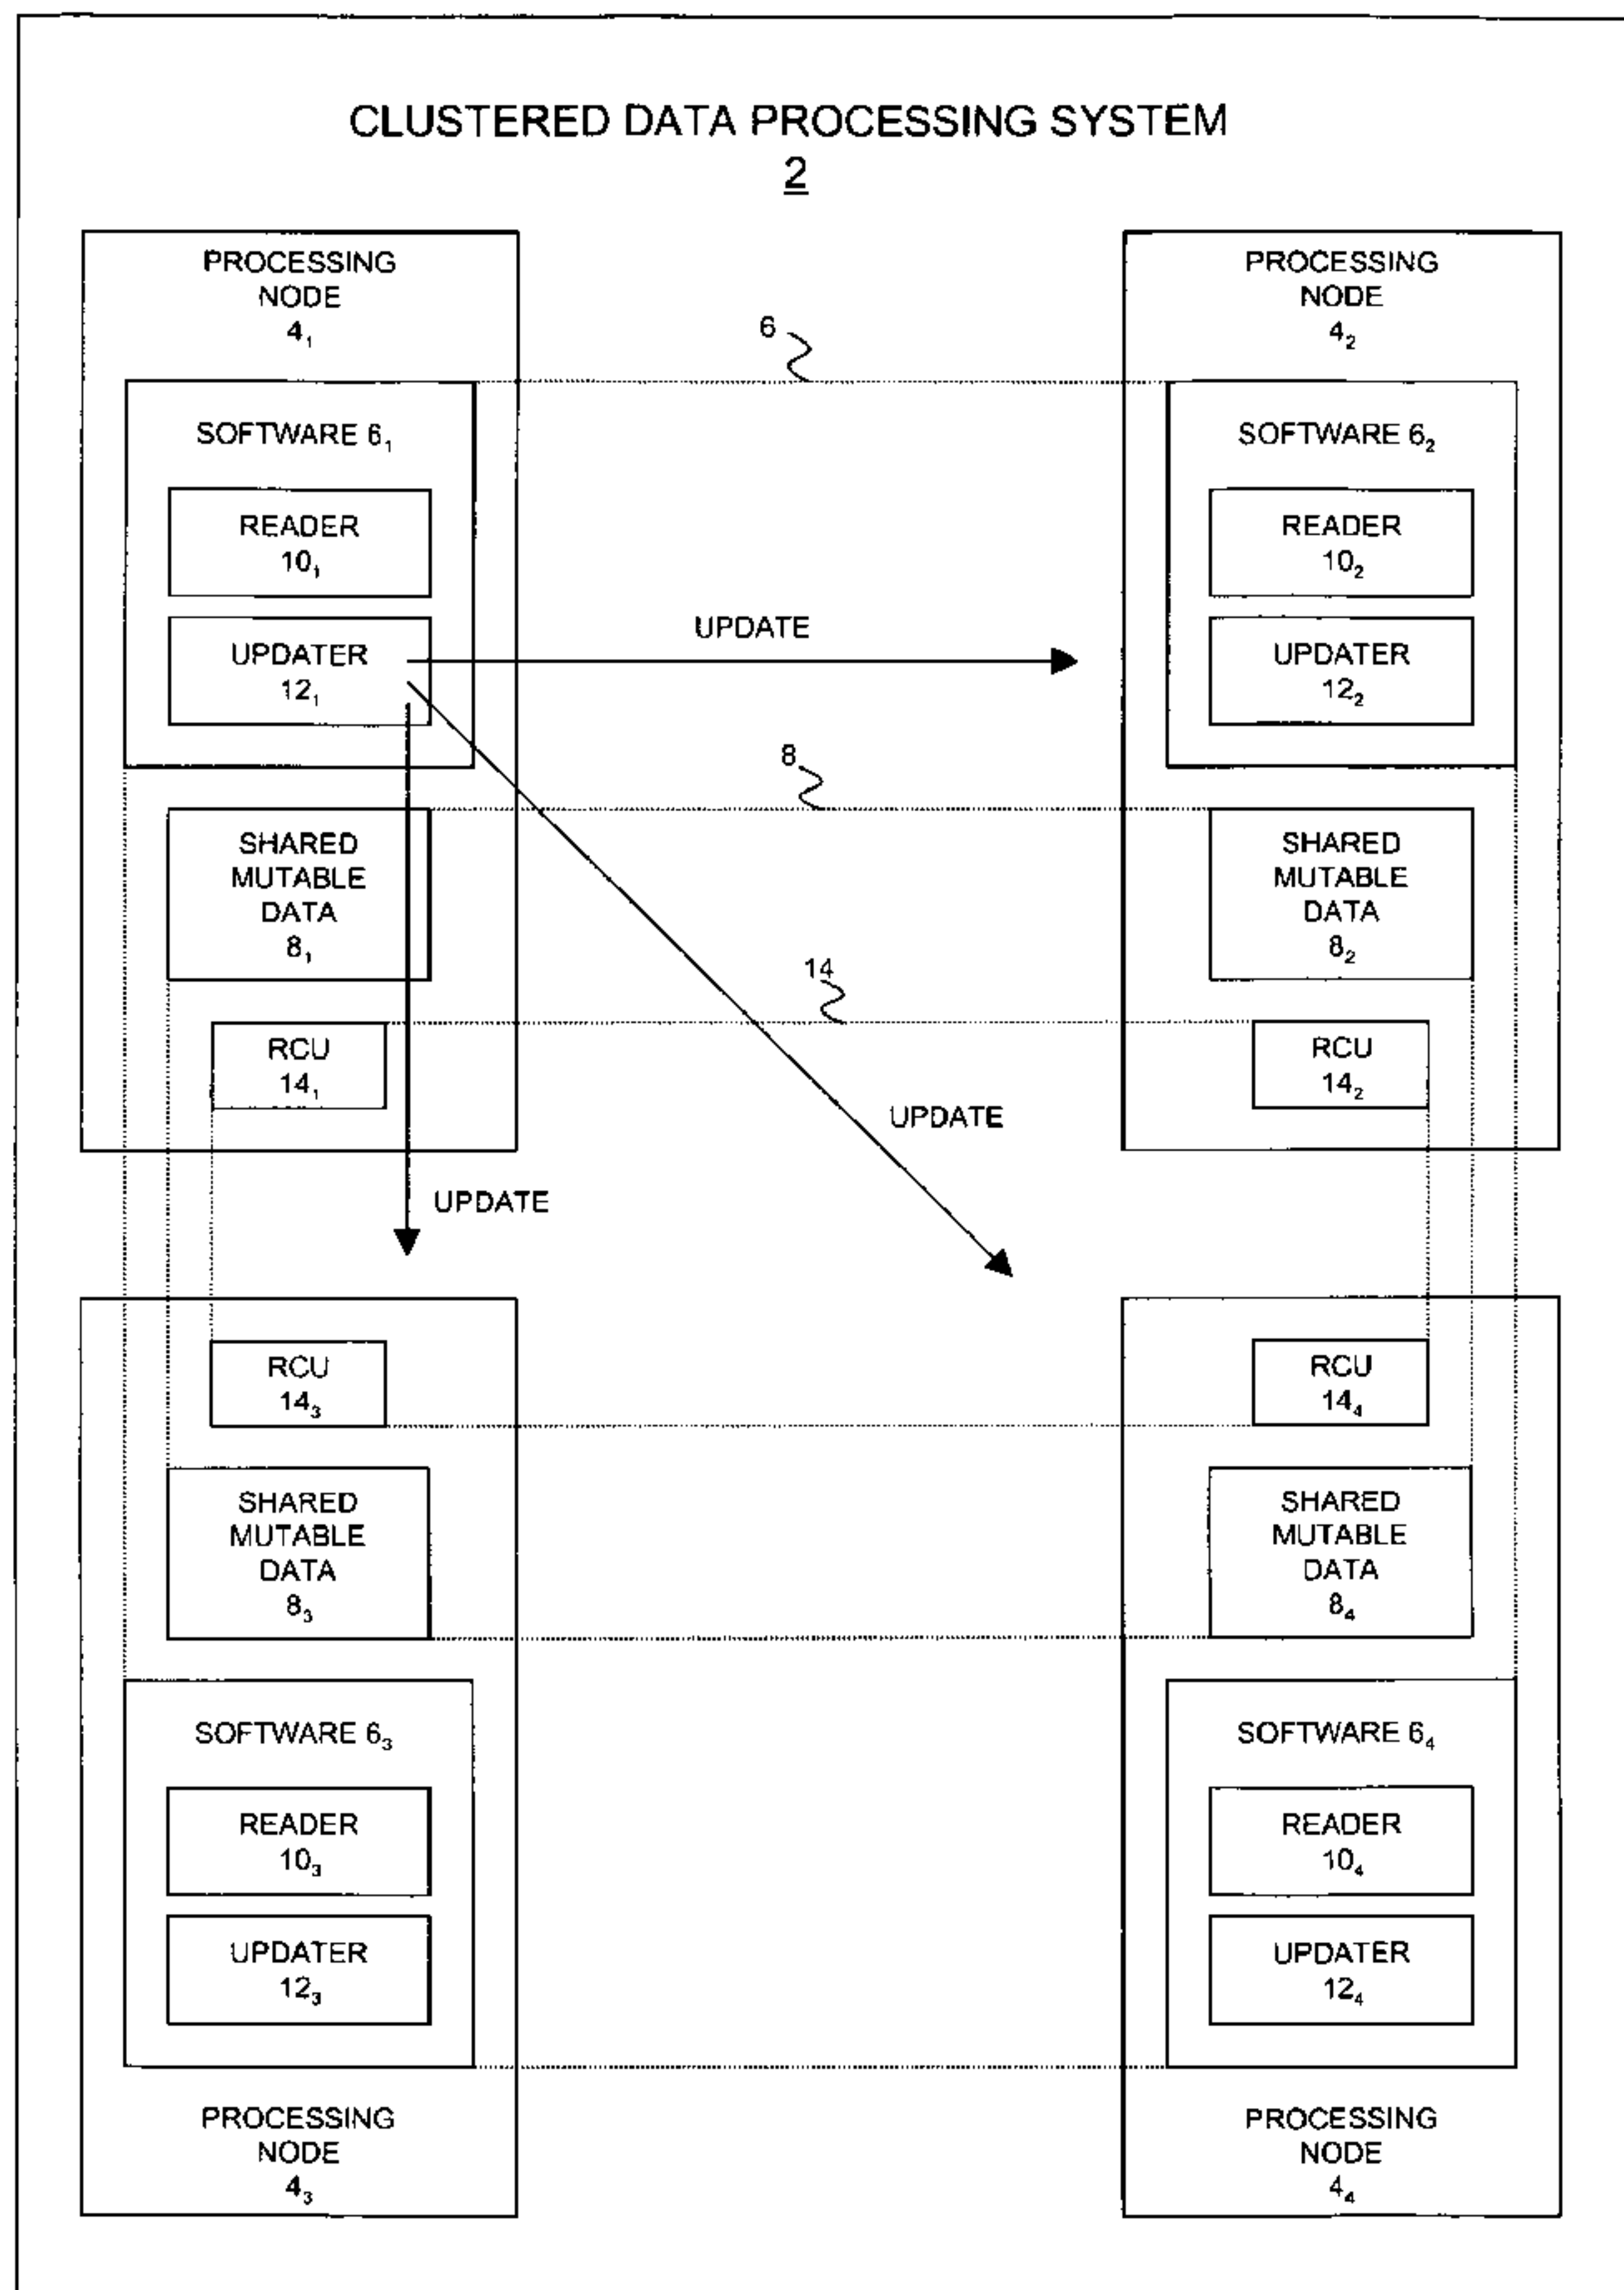 CLUSTERED DATA PROCESSING SYSTEM
2
PROCESSING
NODE
4₁
SOFTWARE 6₁
READER
10₁
UPDATER
12₁
SHARED
MUTABLE
DATA
8₁
RCU
14₁
6
UPDATE
8
14
UPDATE
UPDATE
PROCESSING
NODE
4₂
SOFTWARE 6₂
READER
10₂
UPDATER
12₂
SHARED
MUTABLE
DATA
8₂
RCU
14₂
RCU
14₃
SHARED
MUTABLE
DATA
8₃
SOFTWARE 6₃
READER
10₃
UPDATER
12₃
PROCESSING
NODE
4₃
RCU
14₄
SHARED
MUTABLE
DATA
8₄
SOFTWARE 6₄
READER
10₄
UPDATER
12₄
PROCESSING
NODE
4₄